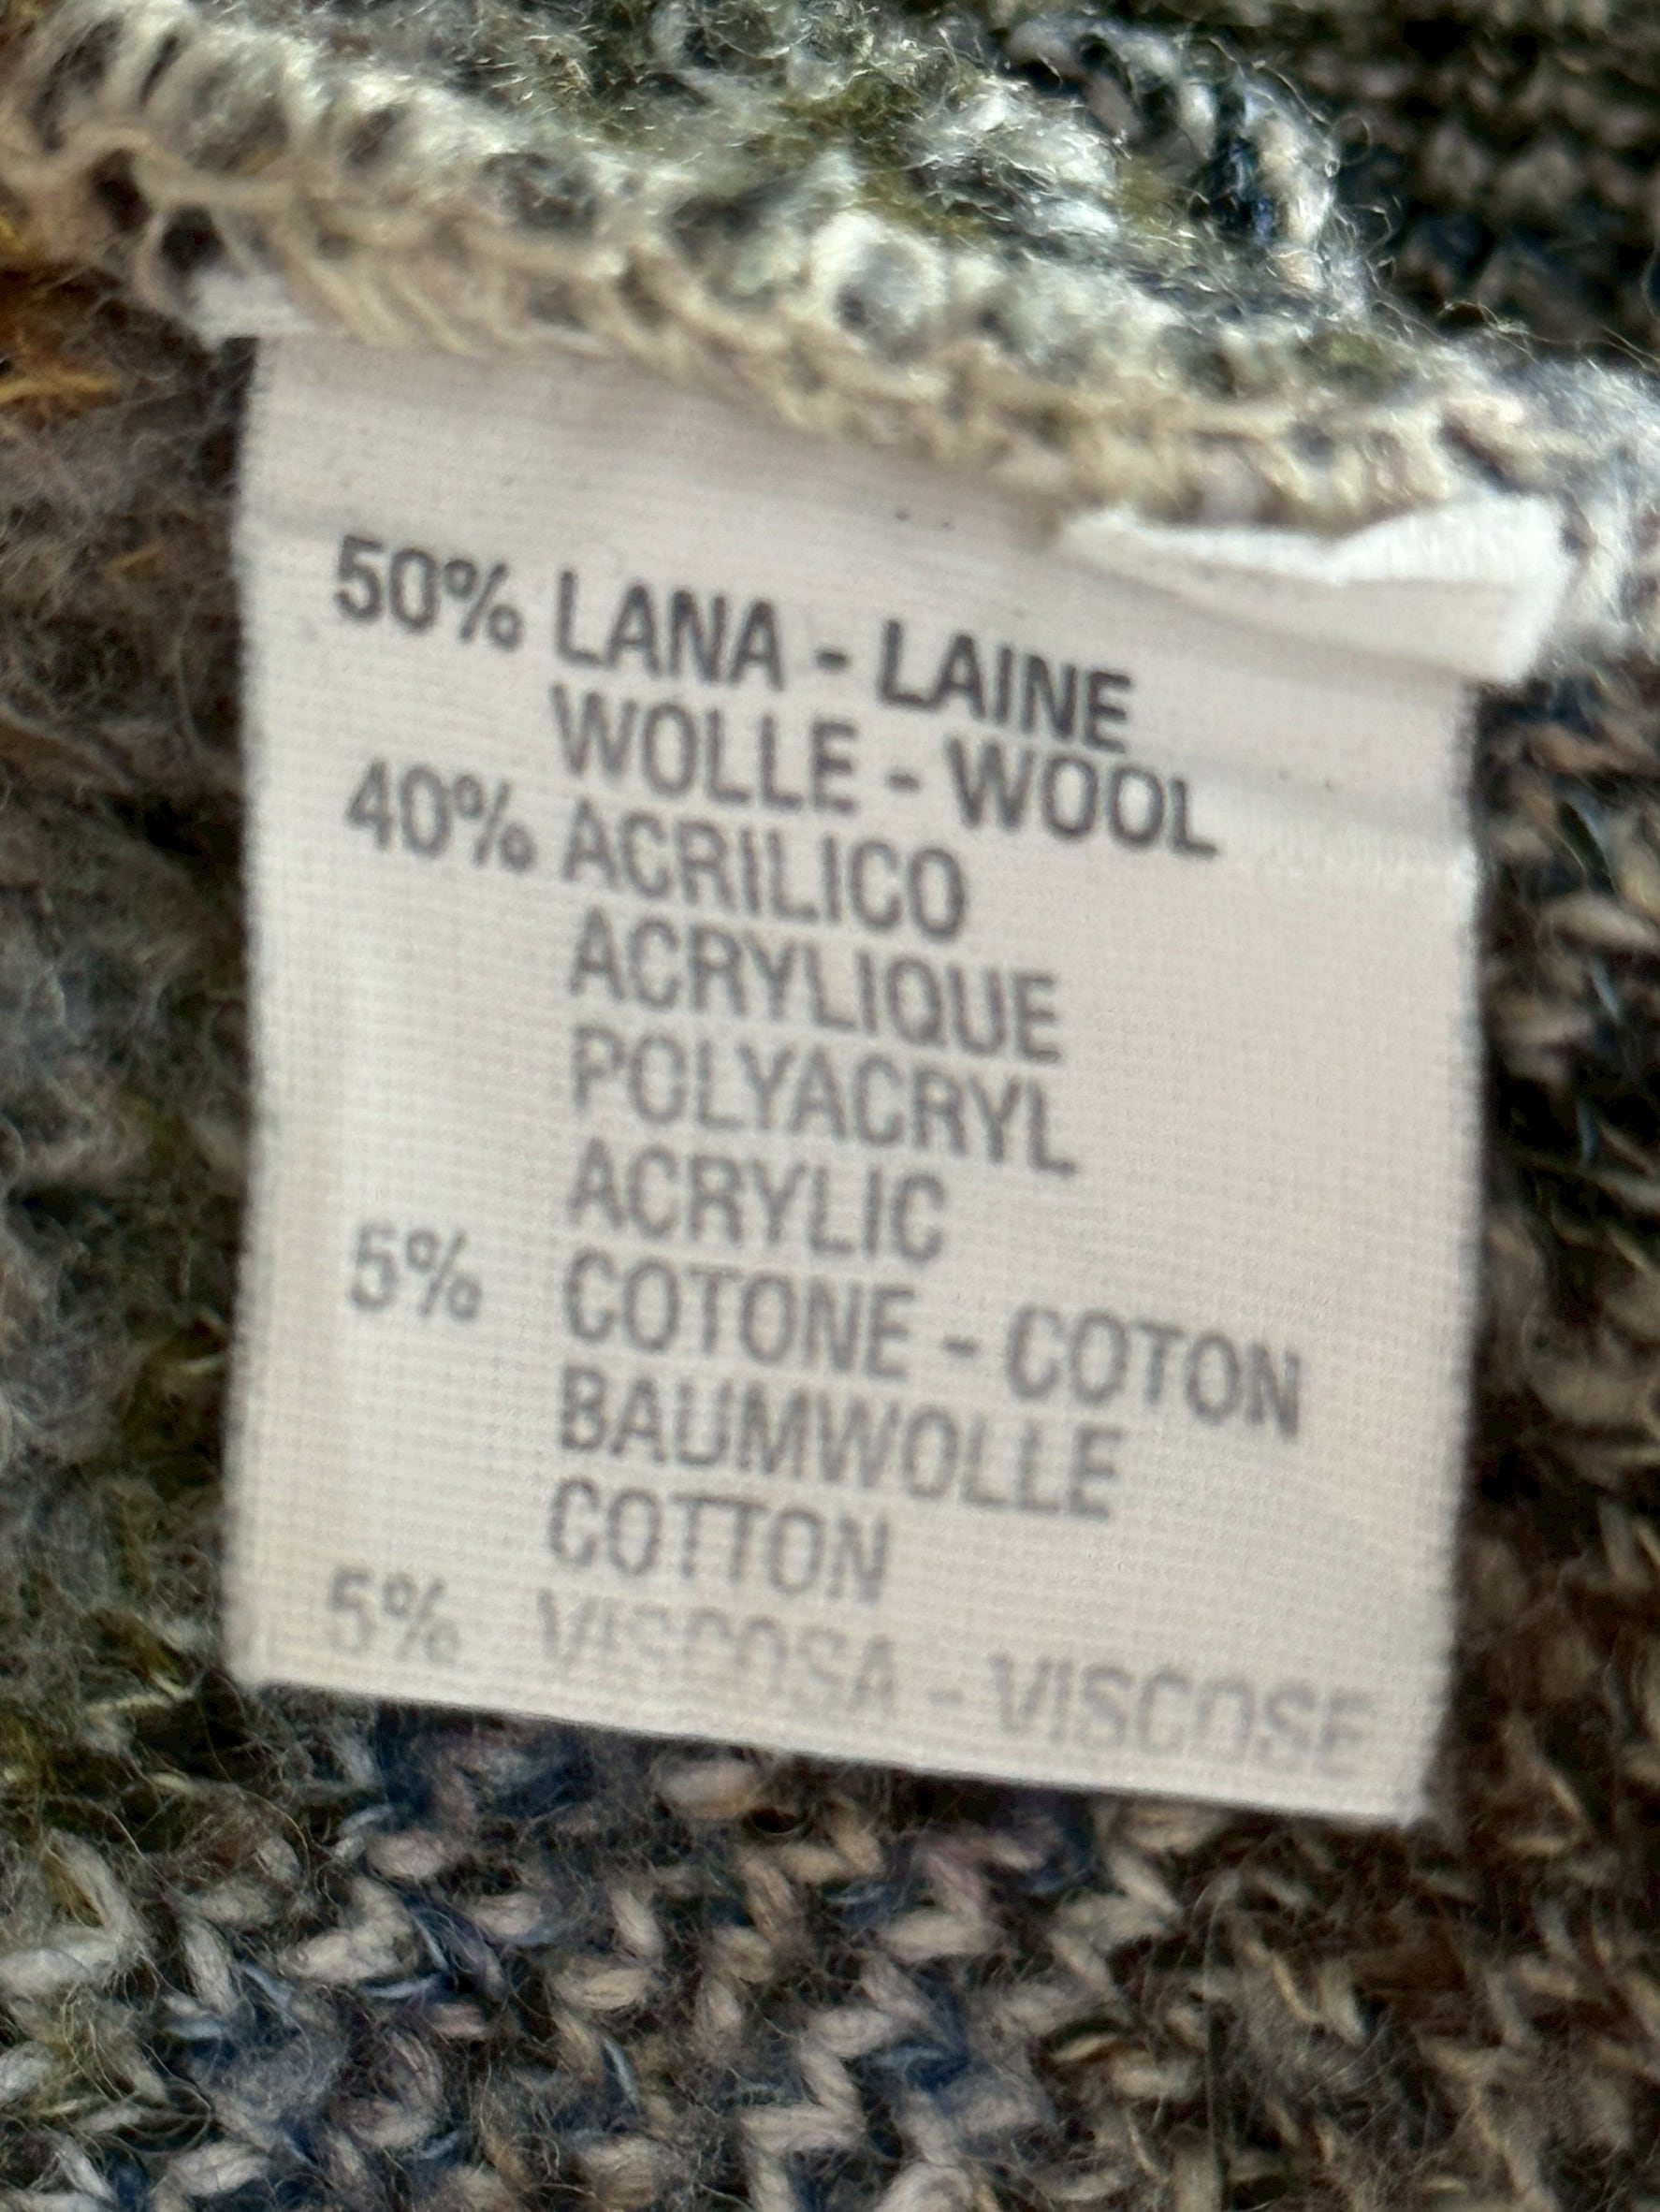 50% LANA - LAINE
WOLLE - WOOL
40% ACRILICO
ACRYLIQUE
POLYACRYL
ACRYLIC
5% COTONE - COTON
BAUMWOLLE
COTTON
5% VISCOSA - VISCOSE